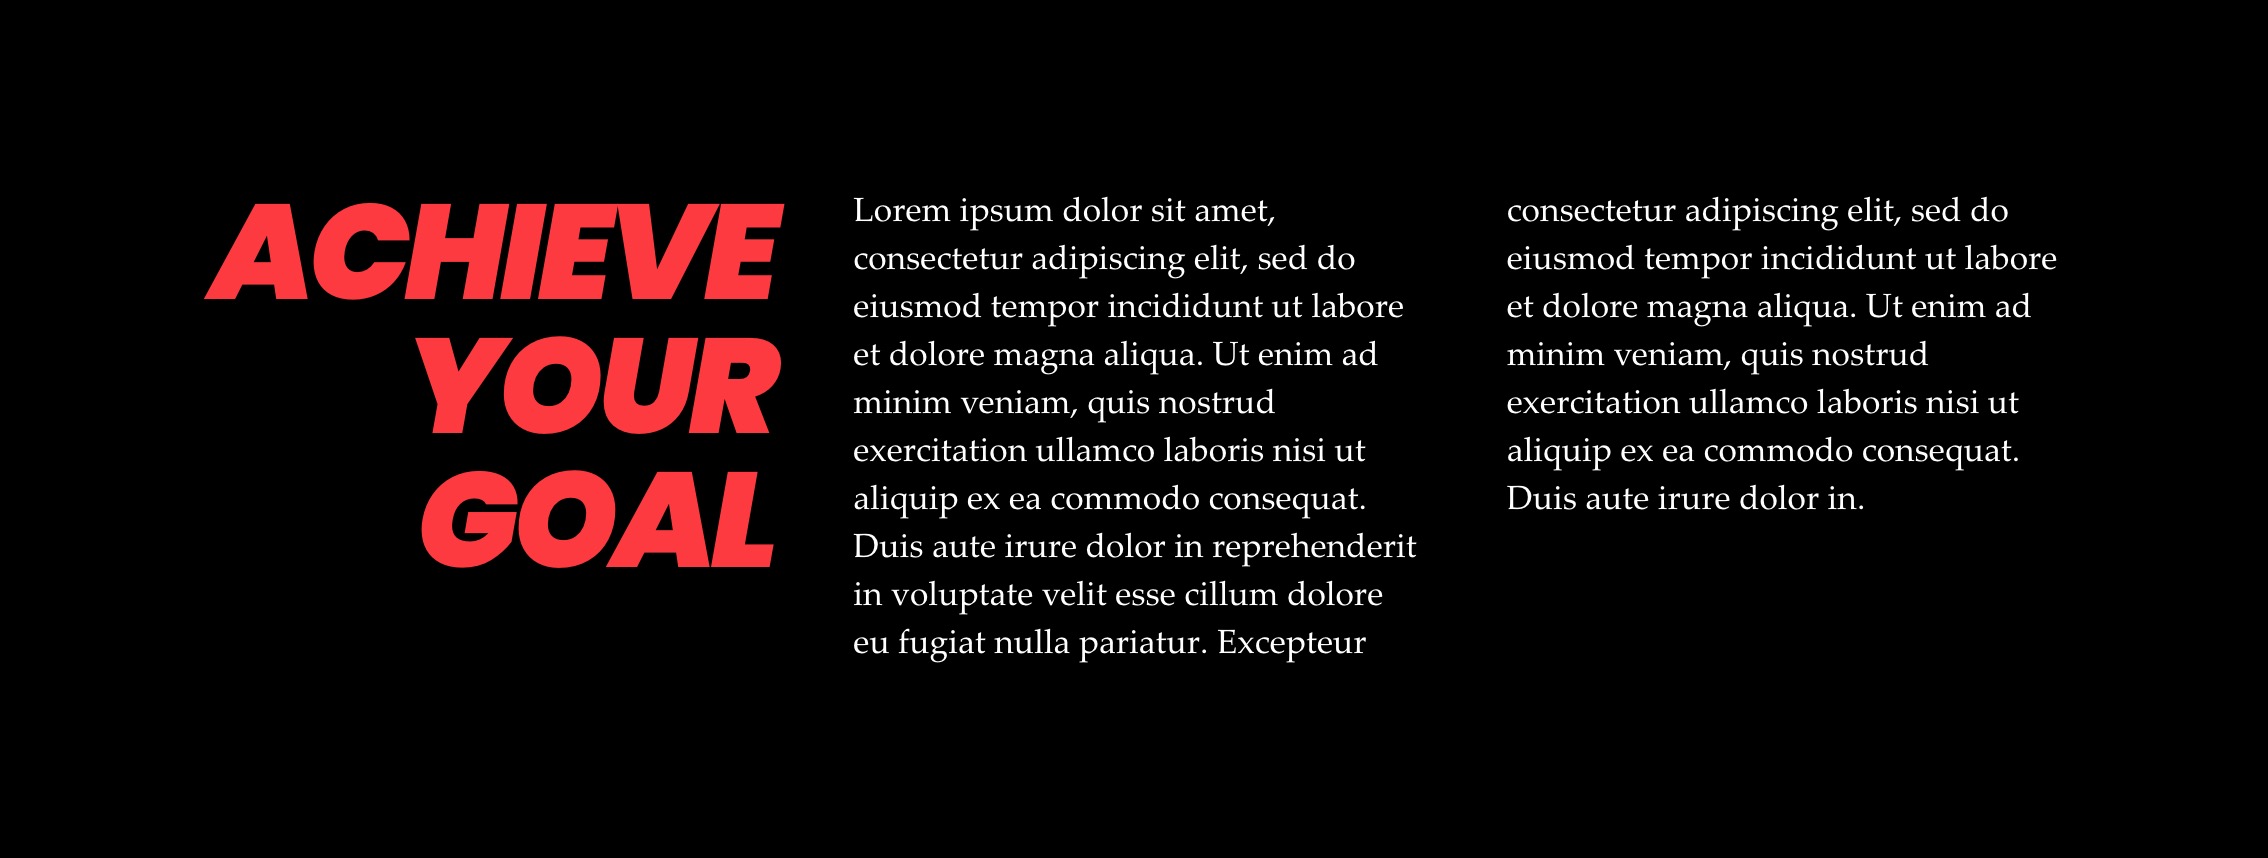 ACHIEVE
YOUR
GOAL
Lorem ipsum dolor sit amet,
consectetur adipiscing elit, sed do
eiusmod tempor incididunt ut labore
et dolore magna aliqua. Ut enim ad
minim veniam, quis nostrud
exercitation ullamco laboris nisi ut
aliquip ex ea commodo consequat.
Duis aute irure dolor in reprehenderit
in voluptate velit esse cillum dolore
eu fugiat nulla pariatur. Excepteur
consectetur adipiscing elit, sed do
eiusmod tempor incididunt ut labore
et dolore magna aliqua. Ut enim ad
minim veniam, quis nostrud
exercitation ullamco laboris nisi ut
aliquip ex ea commodo consequat.
Duis aute irure dolor in.